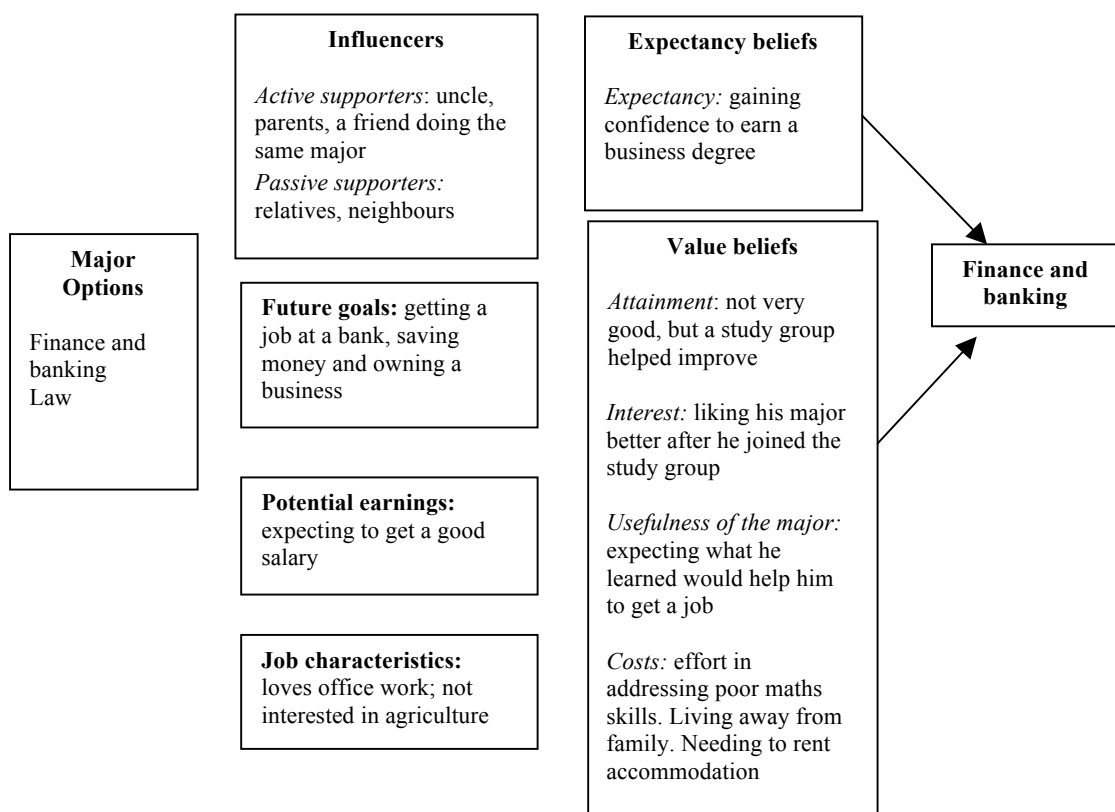 Major
Options
Finance and
banking
Law
Influencers
Active supporters: uncle,
parents, a friend doing the
same major
Passive supporters:
relatives, neighbours
Future goals: getting a
job at a bank, saving
money and owning a
business
Potential earnings:
expecting to get a good
salary
Job characteristics:
loves office work; not
interested in agriculture
Expectancy beliefs
Expectancy: gaining
confidence to earn a
business degree
Value beliefs
Attainment: not very
good, but a study group
helped improve
Interest: liking his major
better after he joined the
study group
Usefulness of the major:
expecting what he
learned would help him
to get a job
Costs: effort in
addressing poor maths
skills. Living away from
family. Needing to rent
accommodation
Finance and
banking